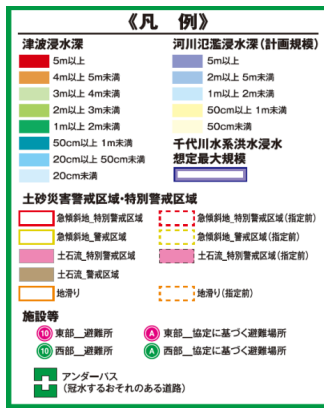 《凡 例》
津波浸水深
5m以上
4m以上 5m未満
3m以上 4m未満
2m以上 3m未満
1m以上 2m未満
50cm以上 1m未満
20cm以上 50cm未満
20cm未満
河川氾濫浸水深(計画規模)
5m以上
2m以上 5m未満
1m以上 2m未満
50cm以上 1m未満
50cm未満
千代川水系洪水浸水
想定最大規模
土砂災害警戒区域・特別警戒区域
急傾斜地_特別警戒区域
急傾斜地_特別警戒区域(指定前)
急傾斜地_警戒区域
急傾斜地_警戒区域(指定前)
土石流_特別警戒区域
土石流_特別警戒区域(指定前)
土石流_警戒区域
地滑り
地滑り(指定前)
施設等
10 東部__避難所
A 東部__協定に基づく避難場所
10 西部__避難所
A 西部__協定に基づく避難場所
アンダーパス
(冠水するおそれのある道路)